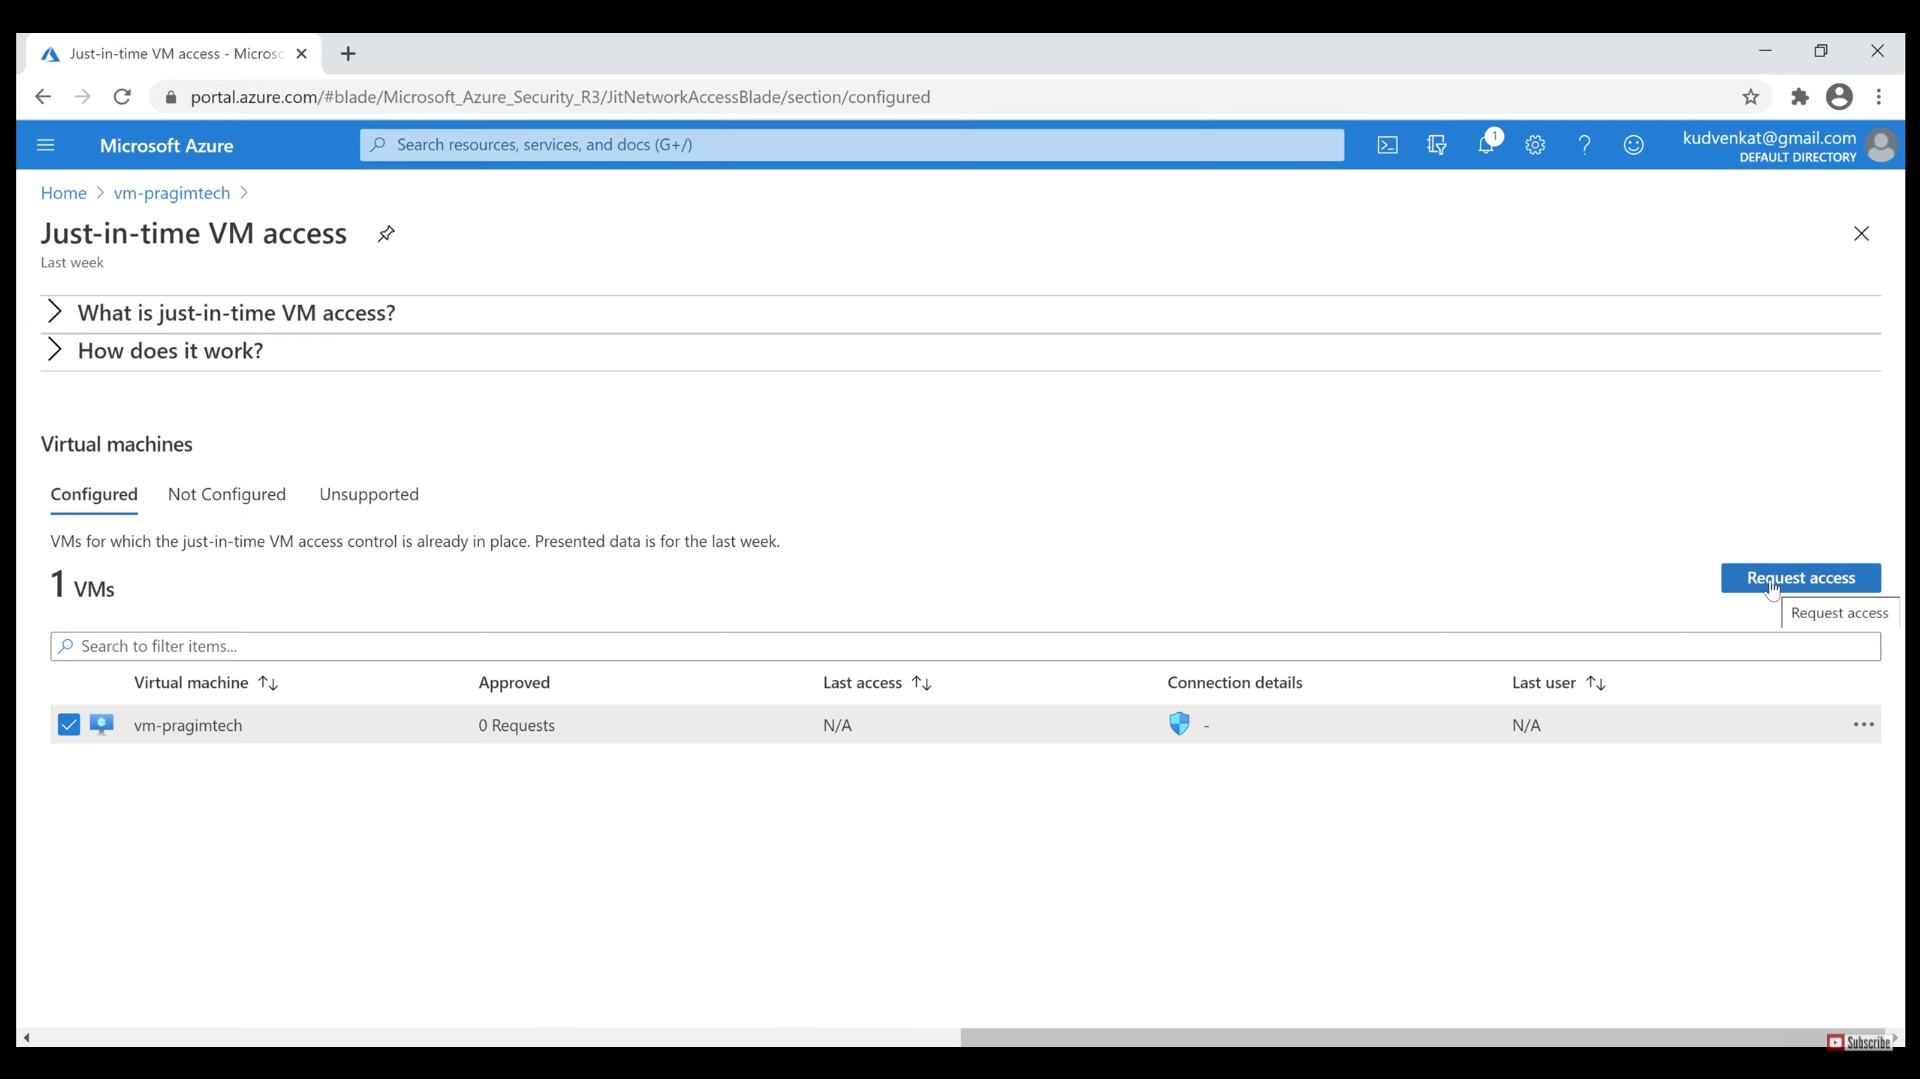 Just-in-time VM access - Micros
portal.azure.com/#blade/Microsoft_Azure_Security_R3/JitNetworkAccessBlade/section/configured
Microsoft Azure
Search resources, services, and docs (G+/)
1
kudvenkat@gmail.com
DEFAULT DIRECTORY
Home > vm-pragimtech >
Just-in-time VM access
Last week
What is just-in-time VM access?
How does it work?
Virtual machines
Configured Not Configured Unsupported
VMs for which the just-in-time VM access control is already in place. Presented data is for the last week.
1 VMs
Request access
Request access
Search to filter items...
Virtual machine Approved Last access Connection details Last user
vm-pragimtech 0 Requests N/A - N/A
Subscribe